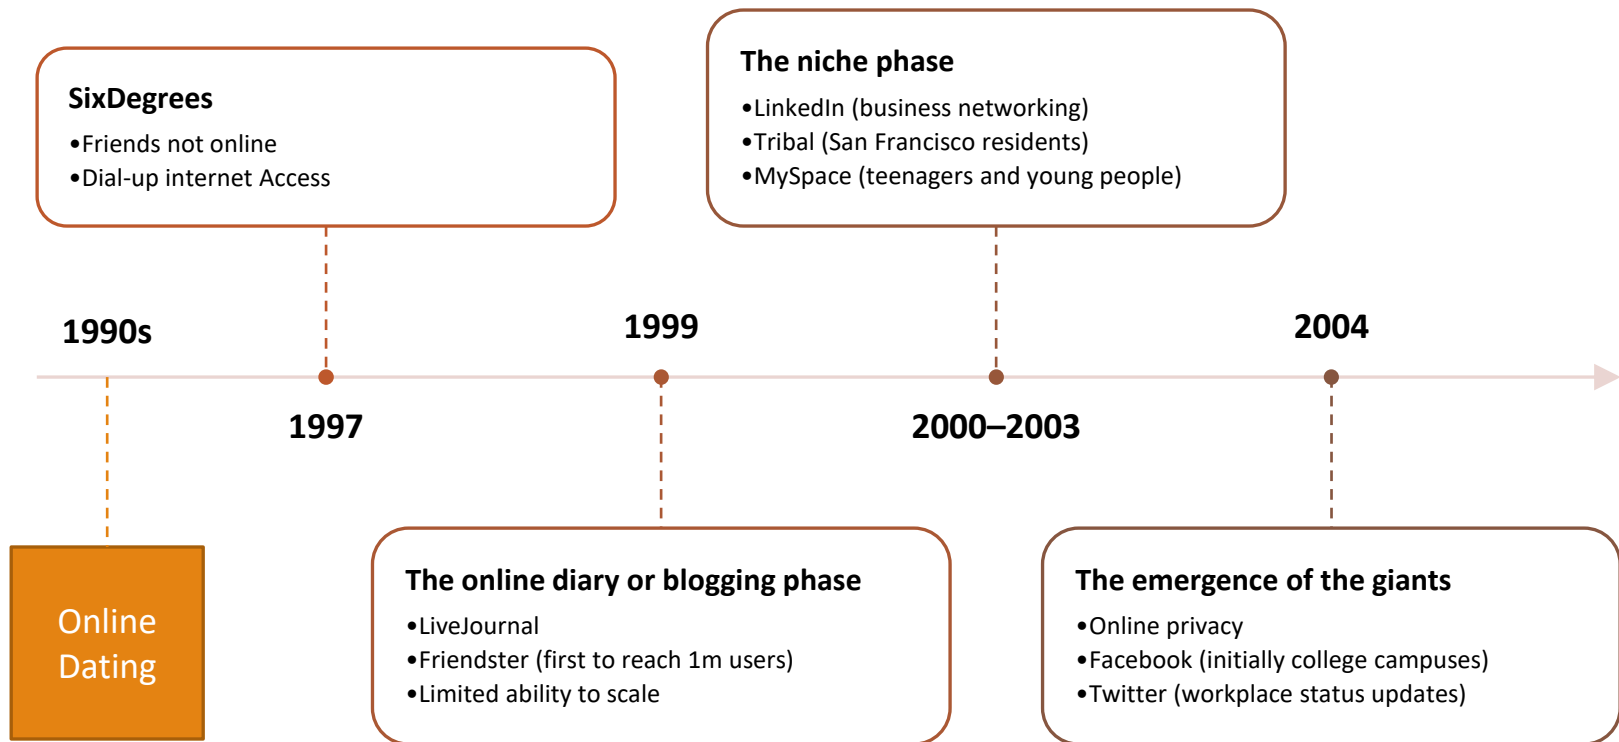 SixDegrees
•Friends not online
•Dial-up internet Access
The niche phase
•LinkedIn (business networking)
•Tribal (San Francisco residents)
•MySpace (teenagers and young people)
1990s
1999
2004
1997
2000–2003
Online
Dating
The online diary or blogging phase
•LiveJournal
•Friendster (first to reach 1m users)
•Limited ability to scale
The emergence of the giants
•Online privacy
•Facebook (initially college campuses)
•Twitter (workplace status updates)